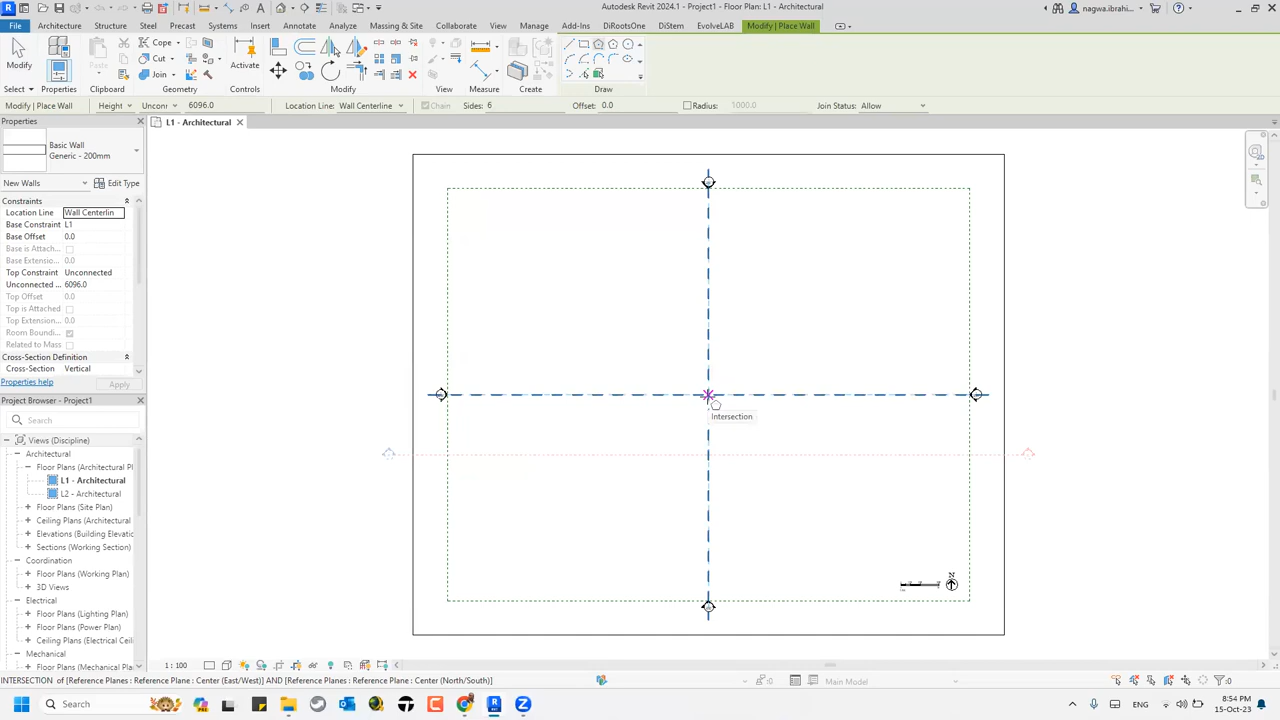 Autodesk Revit 2024.1 - Project1 - Floor Plan: L1 - Architectural
nagwa.ibrahi...
File Architecture Structure Steel Precast Systems Insert Annotate Analyze Massing & Site Collaborate View Manage Add-Ins DiRootsOne DiStem EvolveLAB Modify | Place Wall
Cope
Cut
Join
Modify Paste Activate
Select Properties Clipboard Geometry Controls Modify View Measure Create Draw
Modify | Place Wall Height Unconr 6096.0 Location Line: Wall Centerline Chain Sides: 6 Offset: 0.0 Radius: 1000.0 Join Status: Allow
Properties
L1 - Architectural
Basic Wall
Generic - 200mm
New Walls Edit Type
Constraints
Location Line Wall Centerlin
Base Constraint L1
Base Offset 0.0
Base is Attach...
Base Extensio... 0.0
Top Constraint Unconnected
Unconnected ... 6096.0
Top Offset 0.0
Top is Attached
Top Extension... 0.0
Room Boundi...
Related to Mass
Cross-Section Definition
Cross-Section Vertical
Properties help Apply
Intersection
Project Browser - Project1
Search
Views (Discipline)
Architectural
Floor Plans (Architectural Pl
L1 - Architectural
L2 - Architectural
Floor Plans (Site Plan)
Ceiling Plans (Architectural
Elevations (Building Elevatio
Sections (Working Section)
Coordination
Floor Plans (Working Plan)
3D Views
Electrical
Floor Plans (Lighting Plan)
Floor Plans (Power Plan)
Ceiling Plans (Electrical Ceil
Mechanical
Floor Plans (Mechanical Pla
N
1 : 100
INTERSECTION of [Reference Planes : Reference Plane : Center (East/West)] AND [Reference Planes : Reference Plane : Center (North/South)] :0 Main Model :0
Search
ENG
8:54 PM
15-Oct-23